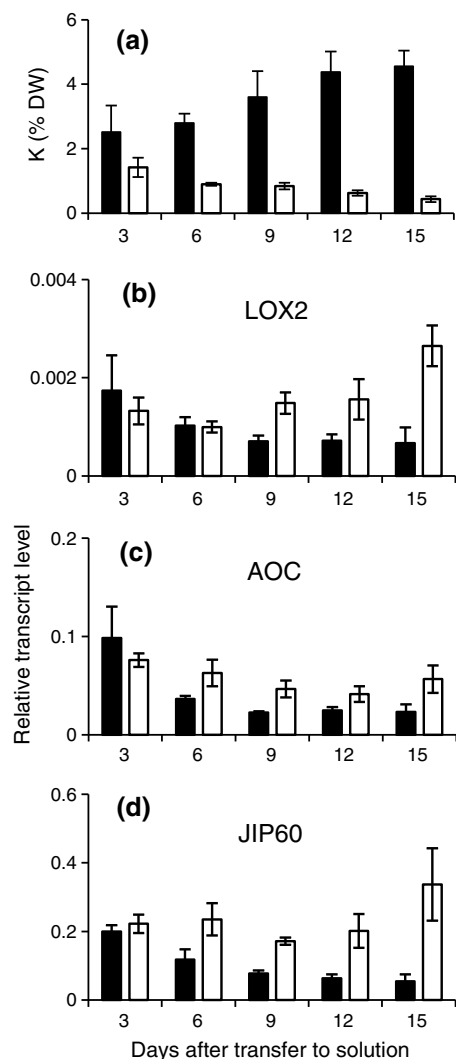 (a)
K (% DW)
6
4
2
0
3 6 9 12 15
(b)
LOX2
0.004
0.002
0
3 6 9 12 15
(c)
AOC
Relative transcript level
0.2
0.1
0
3 6 9 12 15
(d)
JIP60
0.6
0.4
0.2
0
3 6 9 12 15
Days after transfer to solution